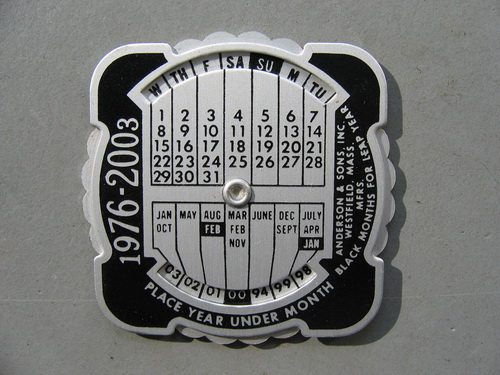 W TH F SA SU M TU
1 2 3 4 5 6 7
8 9 10 11 12 13 14
15 16 17 18 19 20 21
22 23 24 25 26 27 28
29 30 31
JAN MAY AUG MAR JUNE DEC JULY
OCT FEB FEB SEPT APR
NOV JAN
03 02 01 00 94 99 98
PLACE YEAR UNDER MONTH
BLACK MONTHS FOR LEAP YEAR
1976-2003
ANDERSON & SONS, INC.
WESTFIELD, MASS.
MFRS.